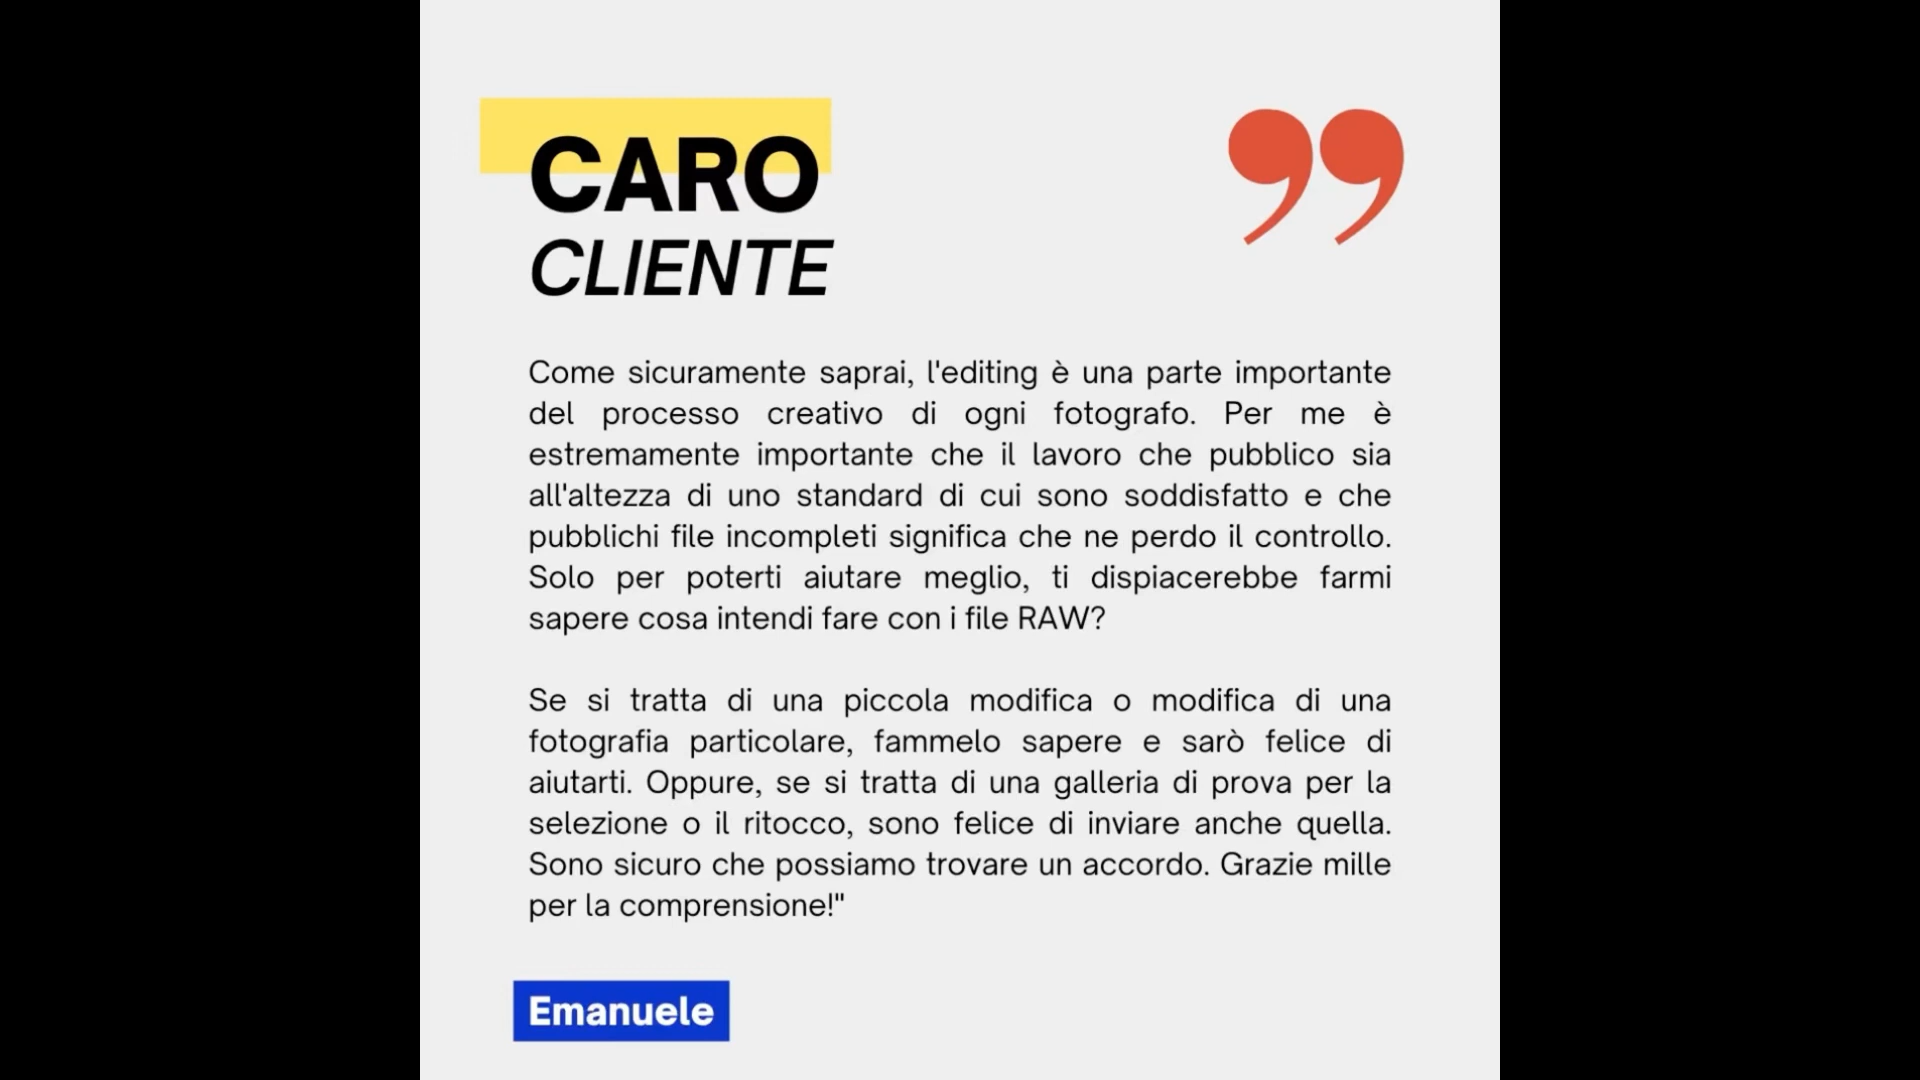 CARO
CLIENTE
Come sicuramente saprai, l'editing è una parte importante
del processo creativo di ogni fotografo. Per me è
estremamente importante che il lavoro che pubblico sia
all'altezza di uno standard di cui sono soddisfatto e che
pubblichi file incompleti significa che ne perdo il controllo.
Solo per poterti aiutare meglio, ti dispiacerebbe farmi
sapere cosa intendi fare con i file RAW?
Se si tratta di una piccola modifica o modifica di una
fotografia particolare, fammelo sapere e sarò felice di
aiutarti. Oppure, se si tratta di una galleria di prova per la
selezione o il ritocco, sono felice di inviare anche quella.
Sono sicuro che possiamo trovare un accordo. Grazie mille
per la comprensione!"
Emanuele